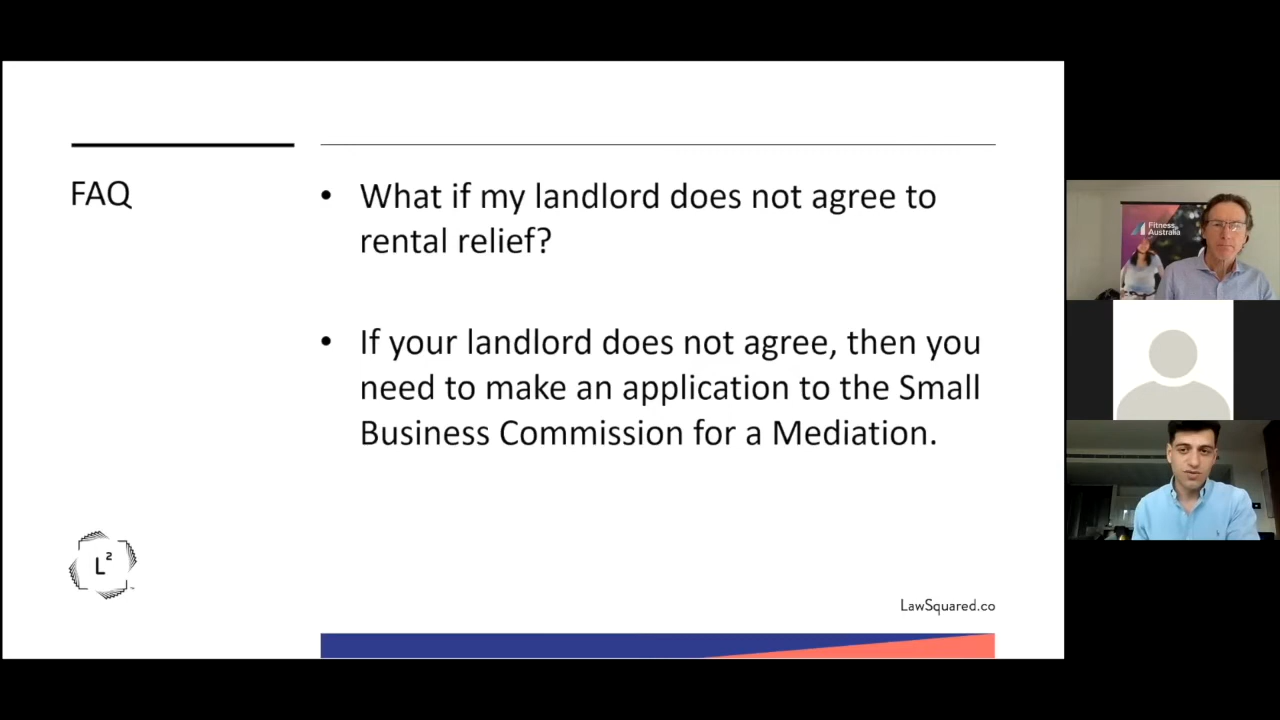 FAQ
• What if my landlord does not agree to
rental relief?
• If your landlord does not agree, then you
need to make an application to the Small
Business Commission for a Mediation.
L²
LawSquared.co
Fitness
Australia